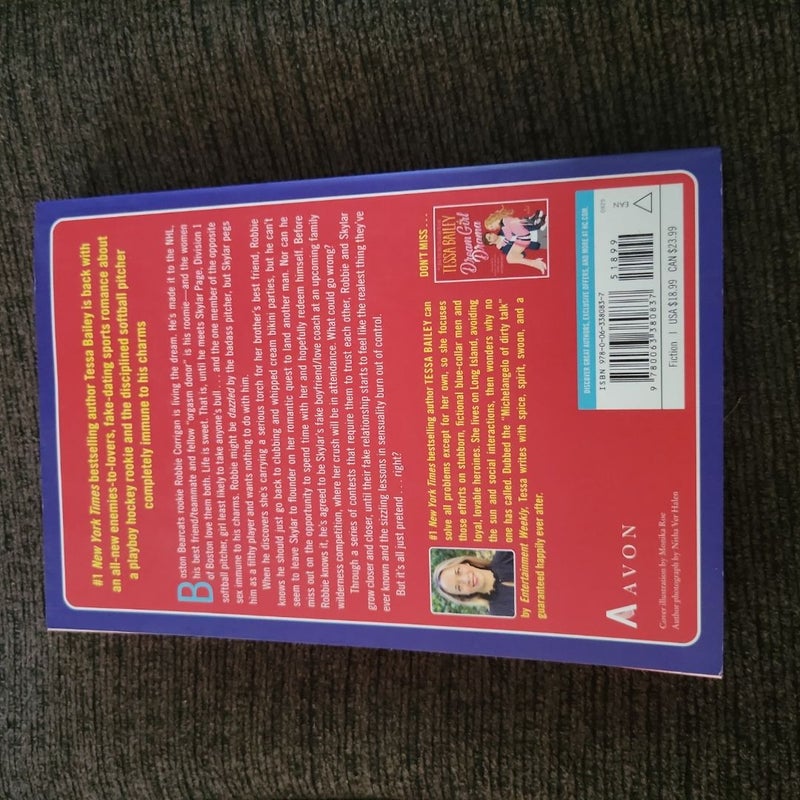 #1 New York Times bestselling author Tessa Bailey is back with
an all-new enemies-to-lovers, fake-dating sports romance about
a playboy hockey rookie and the disciplined softball pitcher
completely immune to his charms
Boston Bearcats rookie Robbie Corrigan is living the dream. He's made it to the NHL,
his best friend/teammate and fellow "orgasm donor" is his roomie—and the women
of Boston love them both. Life is sweet. That is, until he meets Skylar Page, Division 1
softball pitcher, girl least likely to take anyone's bull . . . and the one member of the opposite
sex immune to his charms. Robbie might be dazzled by the badass pitcher, but Skylar pegs
him as a filthy player and wants nothing to do with him.
When he discovers she's carrying a serious torch for her brother's best friend, Robbie
knows he should just go back to clubbing and whipped cream bikini parties, but he can't
seem to leave Skylar to flounder on her romantic quest to land another man. Nor can he
miss out on the opportunity to spend time with her and hopefully redeem himself. Before
Robbie knows it, he's agreed to be Skylar's fake boyfriend/love coach at an upcoming family
wilderness competition, where her crush will be in attendance. What could go wrong?
Through a series of contests that require them to trust each other, Robbie and Skylar
grow closer and closer, until their fake relationship starts to feel like the realest thing they've
ever known and the sizzling lessons in sensuality burn out of control.
But it's all just pretend . . . right?
#1 New York Times bestselling author TESSA BAILEY can
solve all problems except for her own, so she focuses
those efforts on stubborn, fictional blue-collar men and
loyal, lovable heroines. She lives on Long Island, avoiding
the sun and social interactions, then wonders why no
one has called. Dubbed the "Michelangelo of dirty talk"
by Entertainment Weekly, Tessa writes with spice, spirit, swoon, and a
guaranteed happily ever after.
DON'T MISS . . .
TESSA BAILEY
Dream Girl
Drama
AVON
Cover illustration by Monika Roe
Author photograph by Nisha Ver Halen
DISCOVER GREAT AUTHORS, EXCLUSIVE OFFERS, AND MORE AT HC.COM.
ISBN 978-0-06-338083-7
51899
9 780063 380837
0925
EAN
Fiction | USA $18.99 CAN $23.99